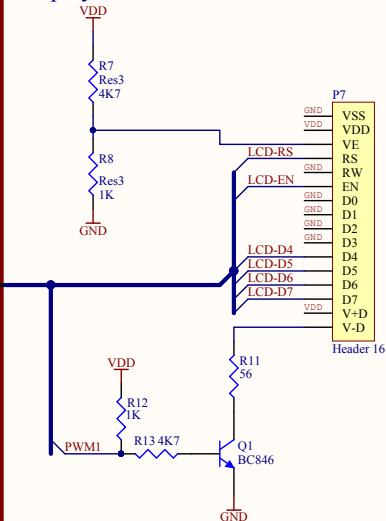 VDD
R7
Res3
4K7
R8
Res3
1K
GND
P7
GND VSS
VDD VDD
VE
LCD-RS RS
GND RW
LCD-EN EN
GND D0
GND D1
GND D2
GND D3
LCD-D4 D4
LCD-D5 D5
LCD-D6 D6
LCD-D7 D7
VDD V+D
V-D
Header 16
R11
56
VDD
R12
1K
PWM1
R13 4K7
Q1
BC846
GND